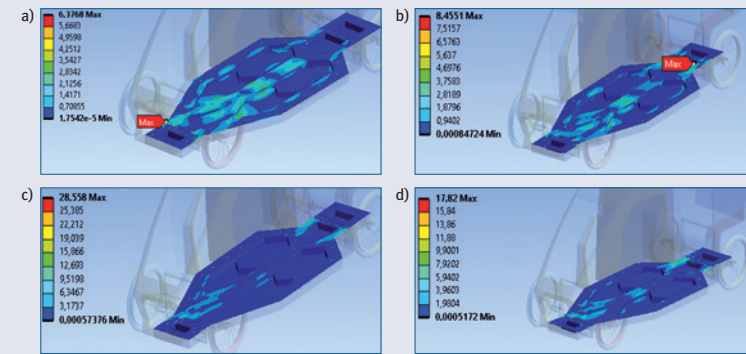 a)
6,3768 Max
5,6683
4,9598
4,2512
3,5427
2,8342
2,1256
1,4171
0,70855
1,7542e-5 Min
Max
b)
8,4551 Max
7,5157
6,5763
5,637
4,6976
3,7583
2,8189
1,8796
0,9402
0,00084724 Min
Max
c)
28,558 Max
25,385
22,212
19,039
15,866
12,693
9,5198
6,3467
3,1737
0,00057376 Min
d)
17,82 Max
15,84
13,86
11,88
9,9001
7,9202
5,9402
3,9603
1,9804
0,0005172 Min